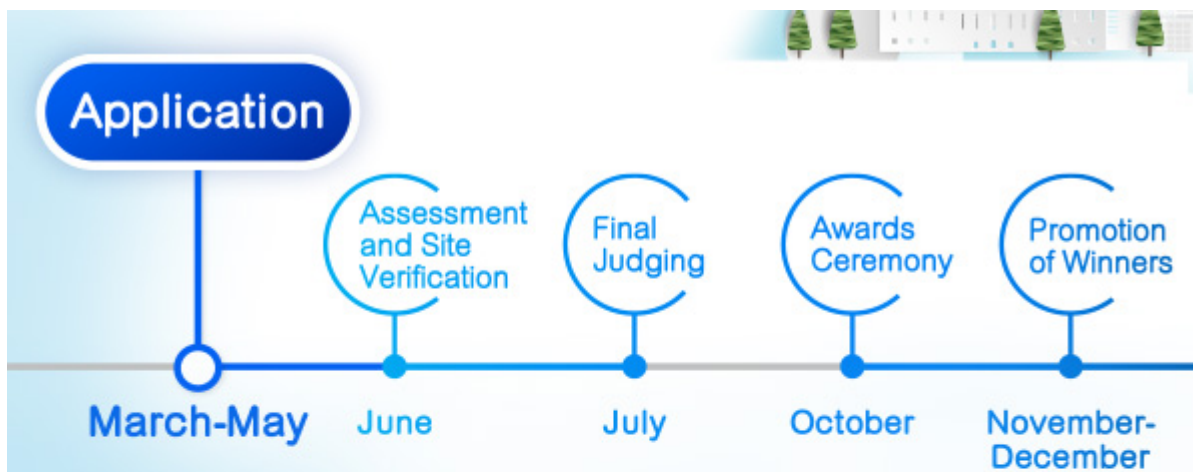 Application
Assessment
and Site
Verification
Final
Judging
Awards
Ceremony
Promotion
of Winners
March-May
June
July
October
November-
December